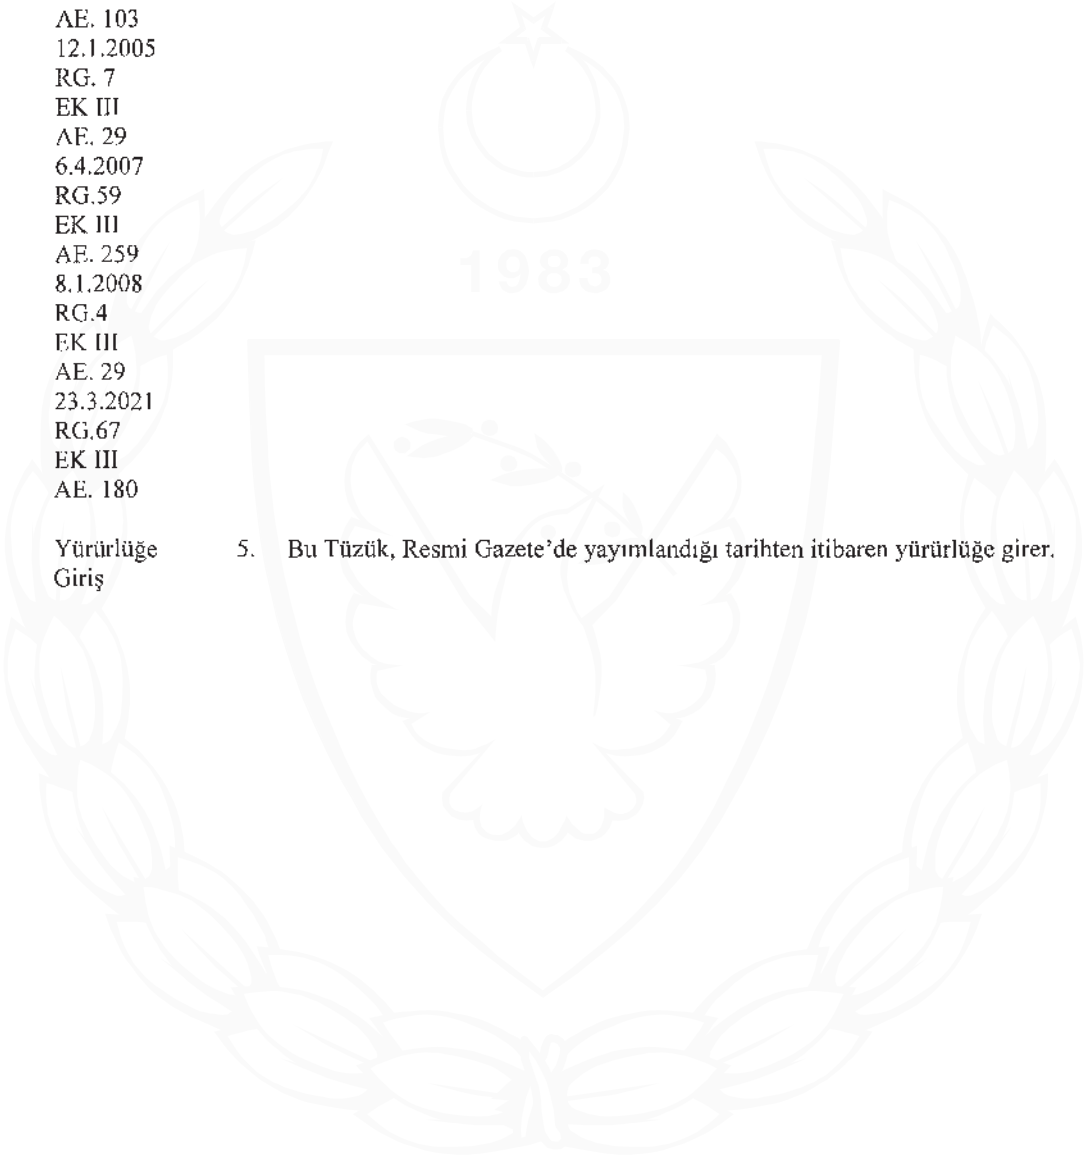 AE. 103
12.1.2005
RG. 7
EK III
AE. 29
6.4.2007
RG.59
EK III
AE. 259
8.1.2008
RG.4
EK III
AE. 29
23.3.2021
RG.67
EK III
AE. 180
Yürürlüğe 5. Bu Tüzük, Resmi Gazete’de yayımlandığı tarihten itibaren yürürlüğe girer.
Giriş
1983